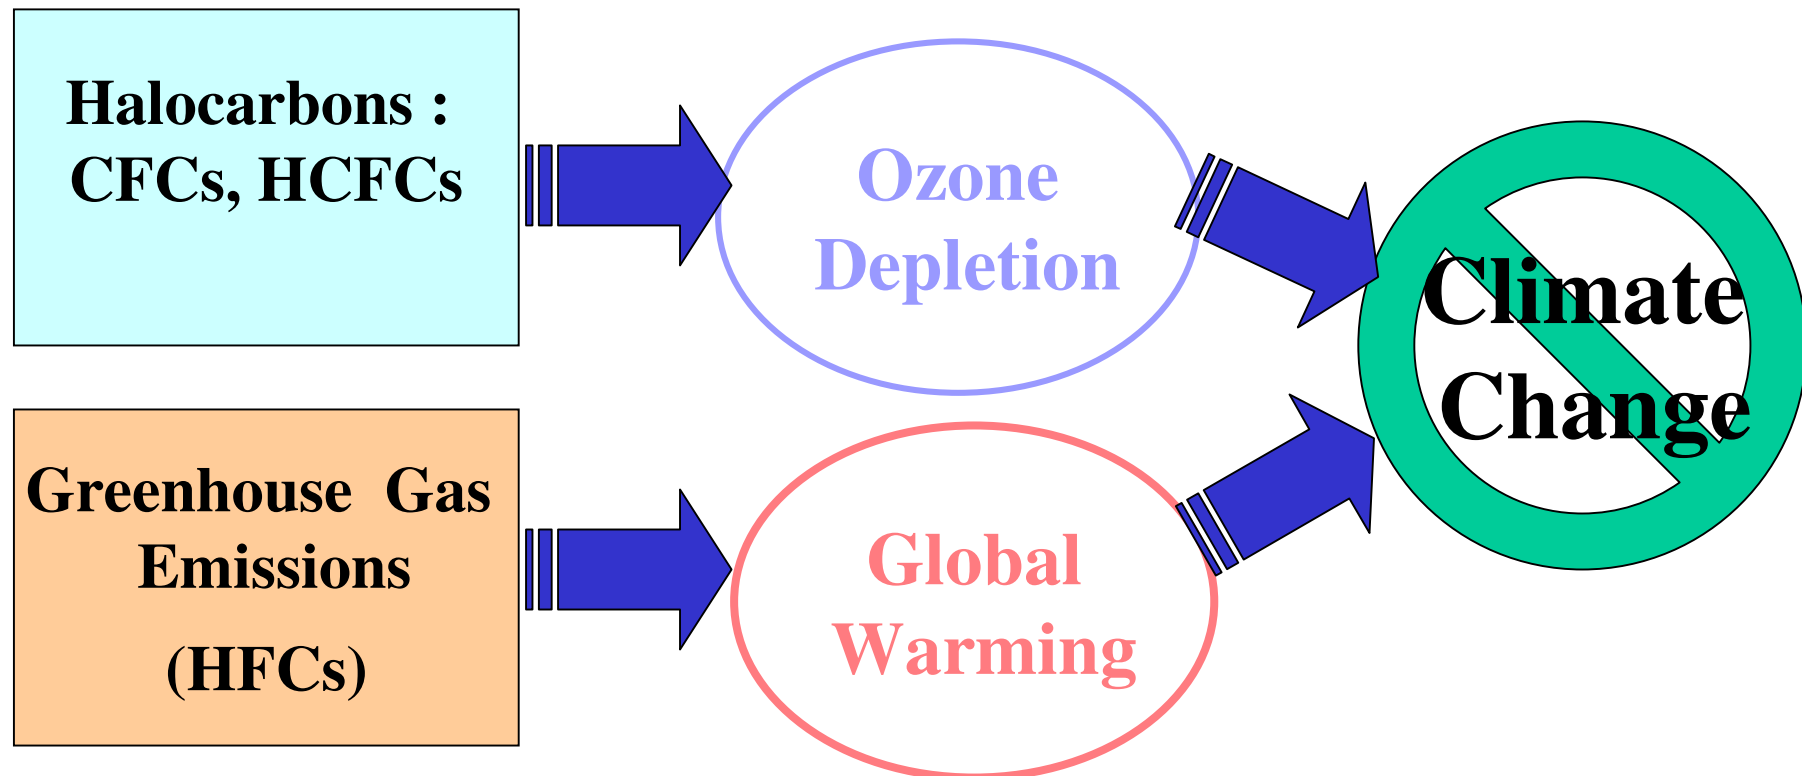 Halocarbons :
CFCs, HCFCs
Ozone
Depletion
Climate
Change
Greenhouse Gas
Emissions
(HFCs)
Global
Warming